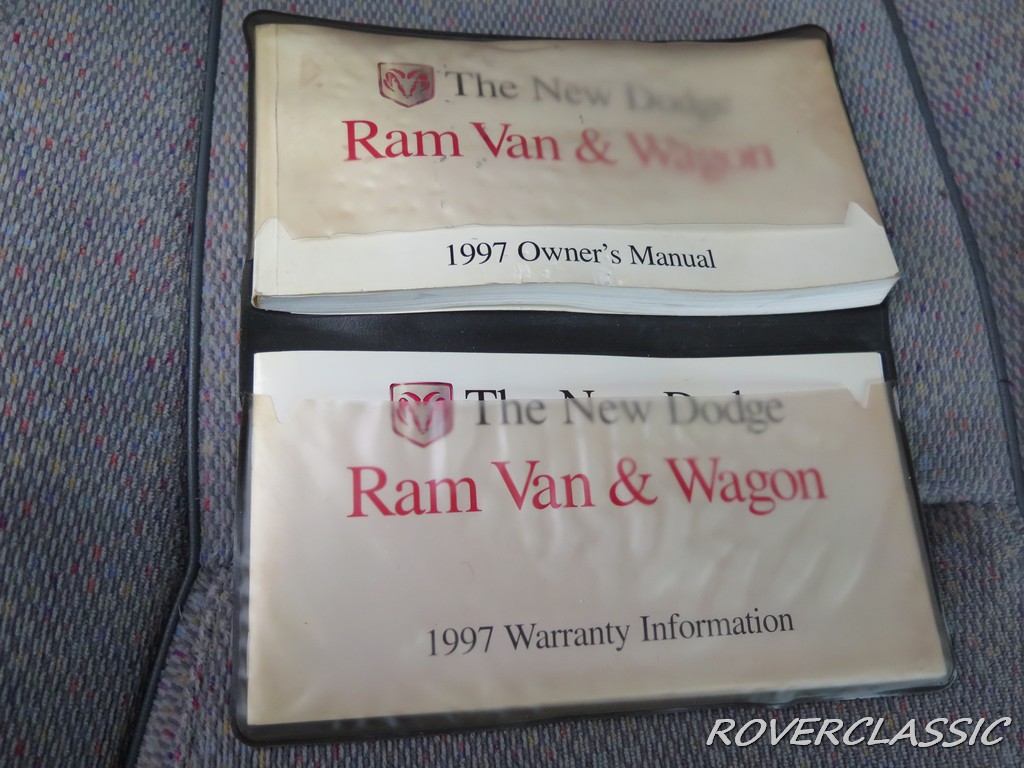 The New Dodge
Ram Van & Wagon
1997 Owner's Manual
The New Dodge
Ram Van & Wagon
1997 Warranty Information
ROVERCLASSIC